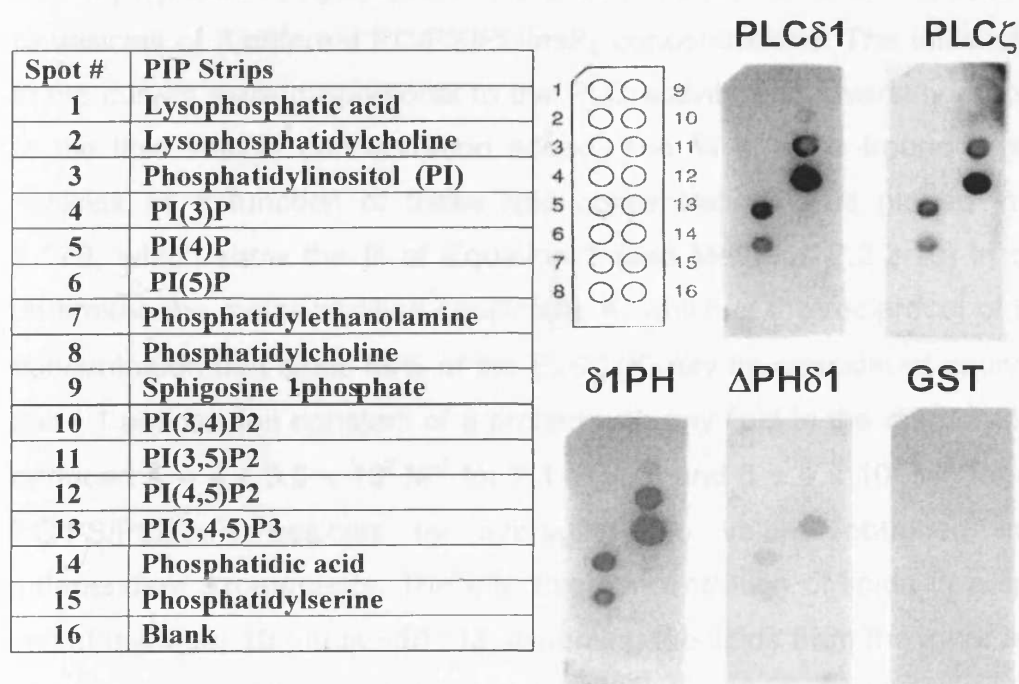 PLCδ1 PLCζ
Spot # PIP Strips
1 Lysophosphatic acid
2 Lysophosphatidylcholine
3 Phosphatidylinositol (PI)
4 PI(3)P
5 PI(4)P
6 PI(5)P
7 Phosphatidylethanolamine
8 Phosphatidylcholine
9 Sphigosine 1-phosphate
10 PI(3,4)P2
11 PI(3,5)P2
12 PI(4,5)P2
13 PI(3,4,5)P3
14 Phosphatidic acid
15 Phosphatidylserine
16 Blank
1 9
2 10
3 11
4 12
5 13
6 14
7 15
8 16
δ1PH ΔPHδ1 GST